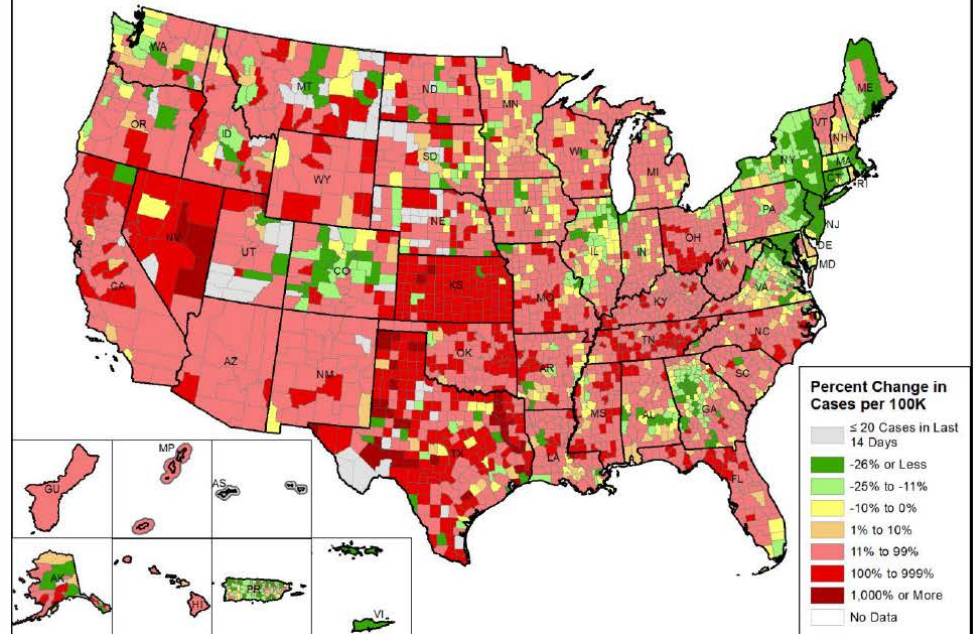 WA
MT
ND
MN
ME
OR
ID
SD
WI
MI
VT
NH
NY
MA
CT
RI
WY
IA
NE
PA
NJ
NV
UT
CO
IL
IN
OH
DE
MD
WV
VA
CA
KS
MO
KY
NC
TN
AZ
NM
OK
AR
SC
MS
AL
GA
TX
LA
FL
GU
MP
AS
AK
HI
PR
VI
Percent Change in
Cases per 100K
≤ 20 Cases in Last
14 Days
-26% or Less
-25% to -11%
-10% to 0%
1% to 10%
11% to 99%
100% to 999%
1,000% or More
No Data